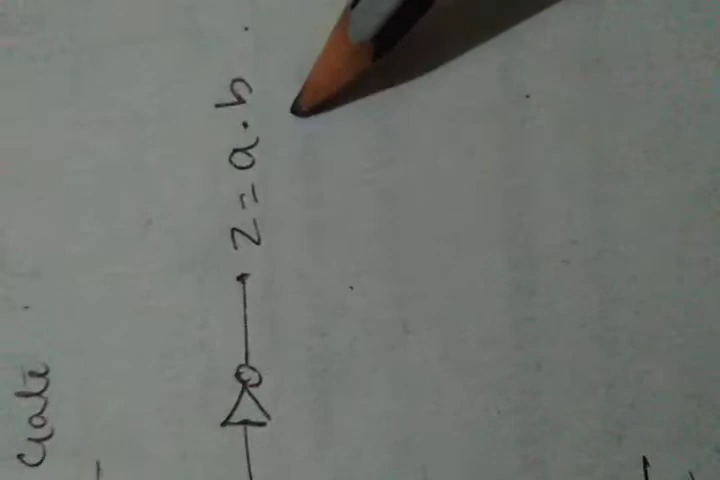 Gate
z = a . b